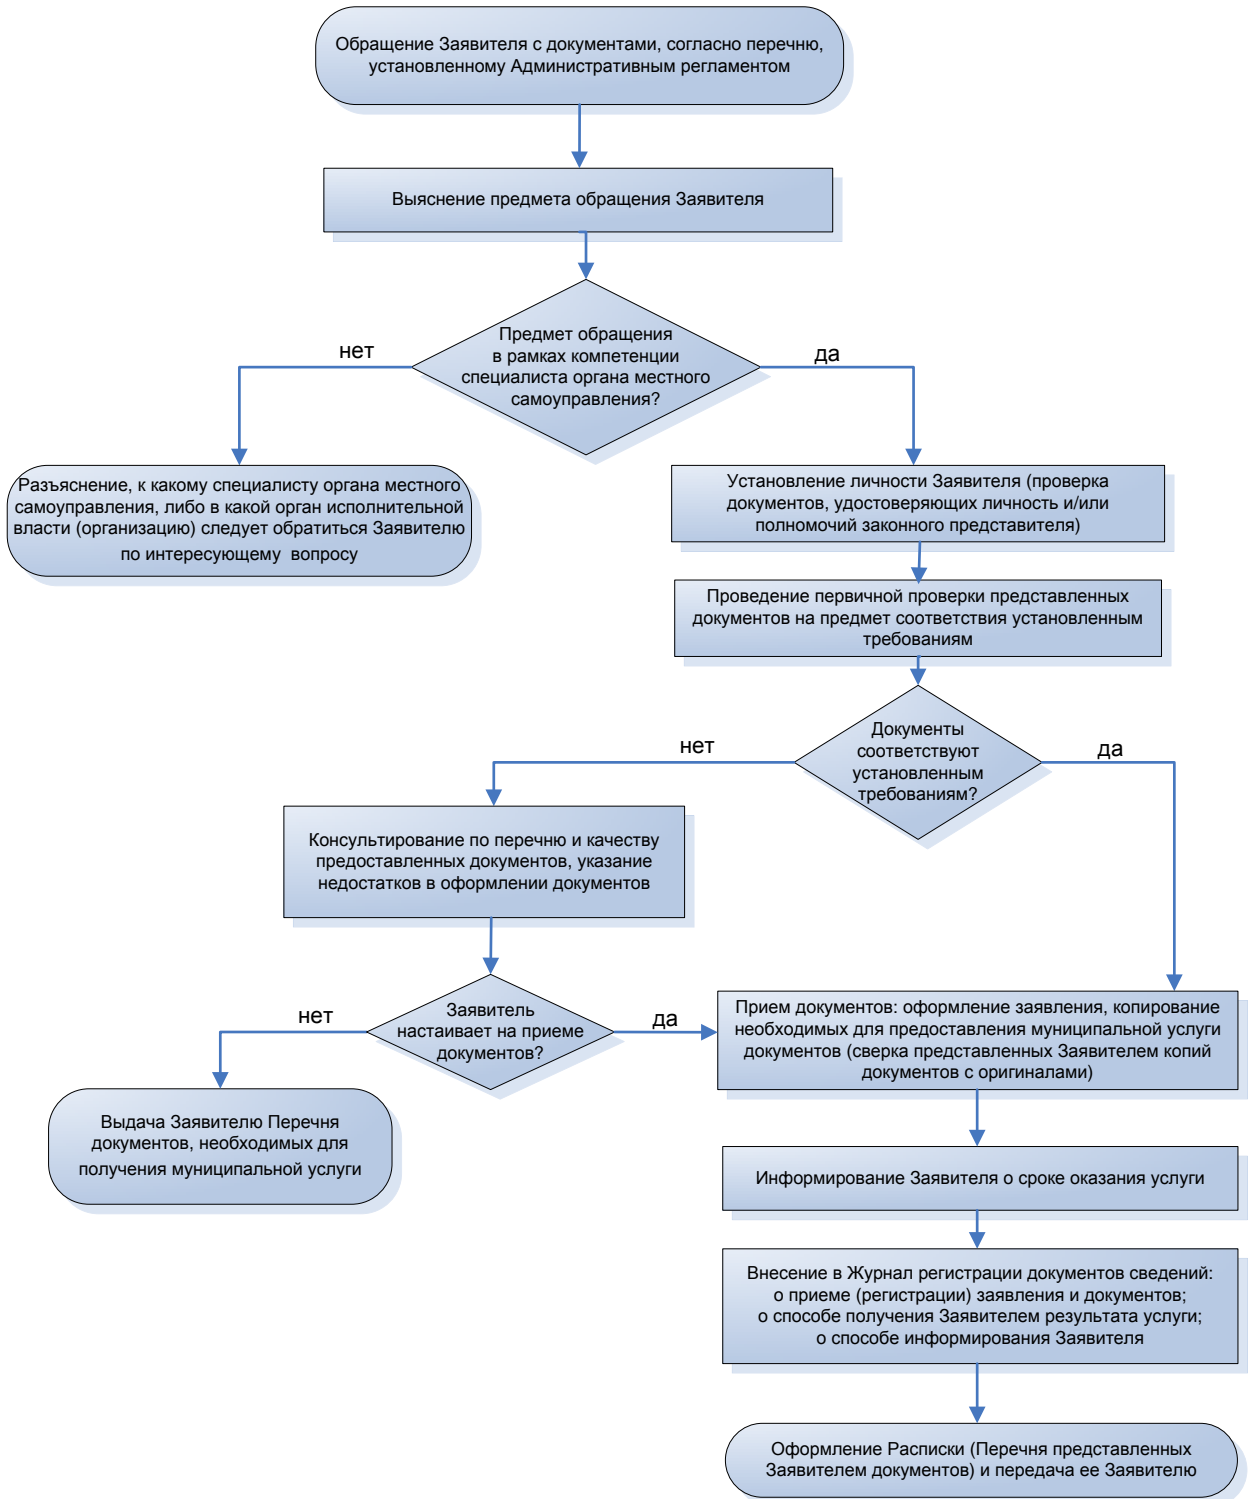 Обращение Заявителя с документами, согласно перечню,
установленному Административным регламентом
Выяснение предмета обращения Заявителя
Предмет обращения
в рамках компетенции
специалиста органа местного
самоуправления?
нет
да
Разъяснение, к какому специалисту органа местного
самоуправления, либо в какой орган исполнительной
власти (организацию) следует обратиться Заявителю
по интересующему вопросу
Установление личности Заявителя (проверка
документов, удостоверяющих личность и/или
полномочий законного представителя)
Проведение первичной проверки представленных
документов на предмет соответствия установленным
требованиям
Документы
соответствуют
установленным
требованиям?
нет
да
Консультирование по перечню и качеству
предоставленных документов, указание
недостатков в оформлении документов
Заявитель
настаивает на приеме
документов?
нет
да
Прием документов: оформление заявления, копирование
необходимых для предоставления муниципальной услуги
документов (сверка представленных Заявителем копий
документов с оригиналами)
Выдача Заявителю Перечня
документов, необходимых для
получения муниципальной услуги
Информирование Заявителя о сроке оказания услуги
Внесение в Журнал регистрации документов сведений:
о приеме (регистрации) заявления и документов;
о способе получения Заявителем результата услуги;
о способе информирования Заявителя
Оформление Расписки (Перечня представленных
Заявителем документов) и передача ее Заявителю